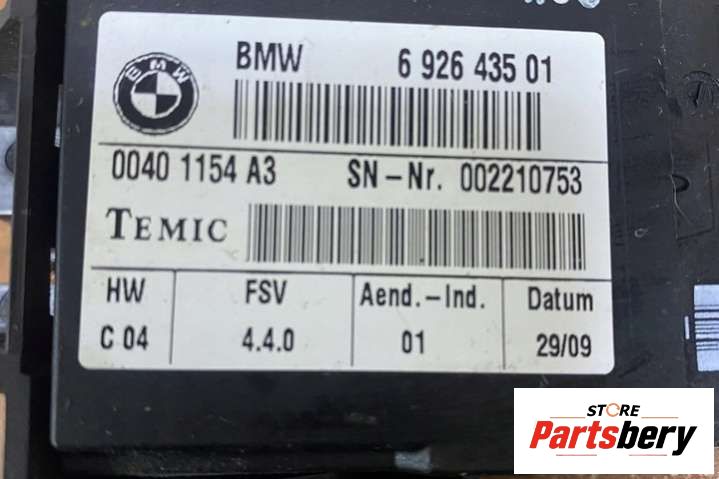 BMW 6 926 435 01
BMW
0040 1154 A3 SN-Nr. 002210753
TEMIC
HW FSV Aend.-Ind. Datum
C 04 4.4.0 01 29/09
STORE
Partsbery